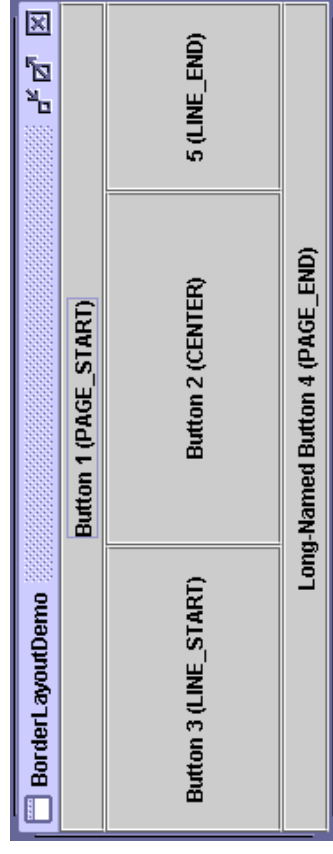 BorderLayoutDemo
Button 1 (PAGE_START)
Button 3 (LINE_START)
Button 2 (CENTER)
5 (LINE_END)
Long-Named Button 4 (PAGE_END)